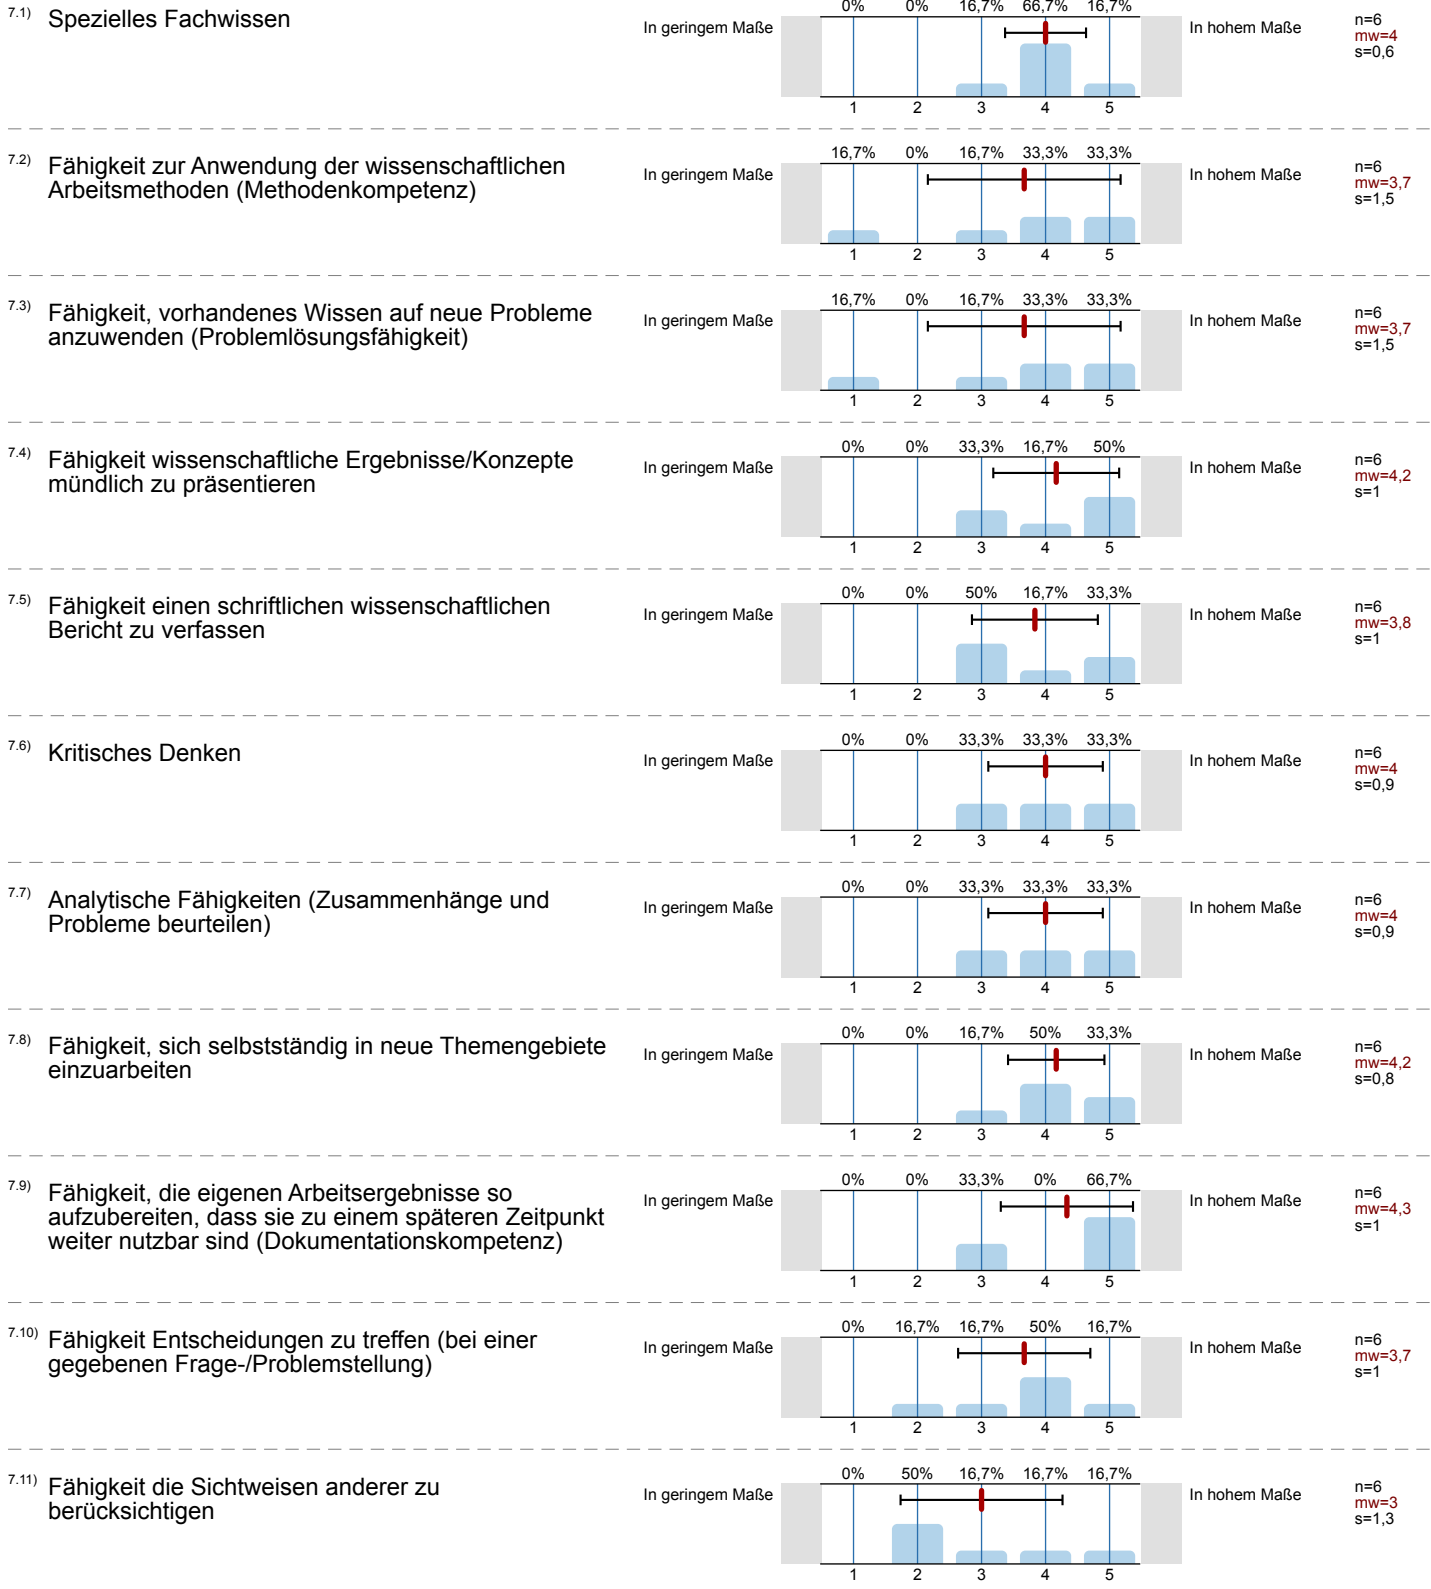 7.1) Spezielles Fachwissen
In geringem Maße
0% 0% 16,7% 66,7% 16,7%
1 2 3 4 5
In hohem Maße
n=6
mw=4
s=0,6
7.2) Fähigkeit zur Anwendung der wissenschaftlichen
Arbeitsmethoden (Methodenkompetenz)
In geringem Maße
16,7% 0% 16,7% 33,3% 33,3%
1 2 3 4 5
In hohem Maße
n=6
mw=3,7
s=1,5
7.3) Fähigkeit, vorhandenes Wissen auf neue Probleme
anzuwenden (Problemlösungsfähigkeit)
In geringem Maße
16,7% 0% 16,7% 33,3% 33,3%
1 2 3 4 5
In hohem Maße
n=6
mw=3,7
s=1,5
7.4) Fähigkeit wissenschaftliche Ergebnisse/Konzepte
mündlich zu präsentieren
In geringem Maße
0% 0% 33,3% 16,7% 50%
1 2 3 4 5
In hohem Maße
n=6
mw=4,2
s=1
7.5) Fähigkeit einen schriftlichen wissenschaftlichen
Bericht zu verfassen
In geringem Maße
0% 0% 50% 16,7% 33,3%
1 2 3 4 5
In hohem Maße
n=6
mw=3,8
s=1
7.6) Kritisches Denken
In geringem Maße
0% 0% 33,3% 33,3% 33,3%
1 2 3 4 5
In hohem Maße
n=6
mw=4
s=0,9
7.7) Analytische Fähigkeiten (Zusammenhänge und
Probleme beurteilen)
In geringem Maße
0% 0% 33,3% 33,3% 33,3%
1 2 3 4 5
In hohem Maße
n=6
mw=4
s=0,9
7.8) Fähigkeit, sich selbstständig in neue Themengebiete
einzuarbeiten
In geringem Maße
0% 0% 16,7% 50% 33,3%
1 2 3 4 5
In hohem Maße
n=6
mw=4,2
s=0,8
7.9) Fähigkeit, die eigenen Arbeitsergebnisse so
aufzubereiten, dass sie zu einem späteren Zeitpunkt
weiter nutzbar sind (Dokumentationskompetenz)
In geringem Maße
0% 0% 33,3% 0% 66,7%
1 2 3 4 5
In hohem Maße
n=6
mw=4,3
s=1
7.10) Fähigkeit Entscheidungen zu treffen (bei einer
gegebenen Frage-/Problemstellung)
In geringem Maße
0% 16,7% 16,7% 50% 16,7%
1 2 3 4 5
In hohem Maße
n=6
mw=3,7
s=1
7.11) Fähigkeit die Sichtweisen anderer zu
berücksichtigen
In geringem Maße
0% 50% 16,7% 16,7% 16,7%
1 2 3 4 5
In hohem Maße
n=6
mw=3
s=1,3